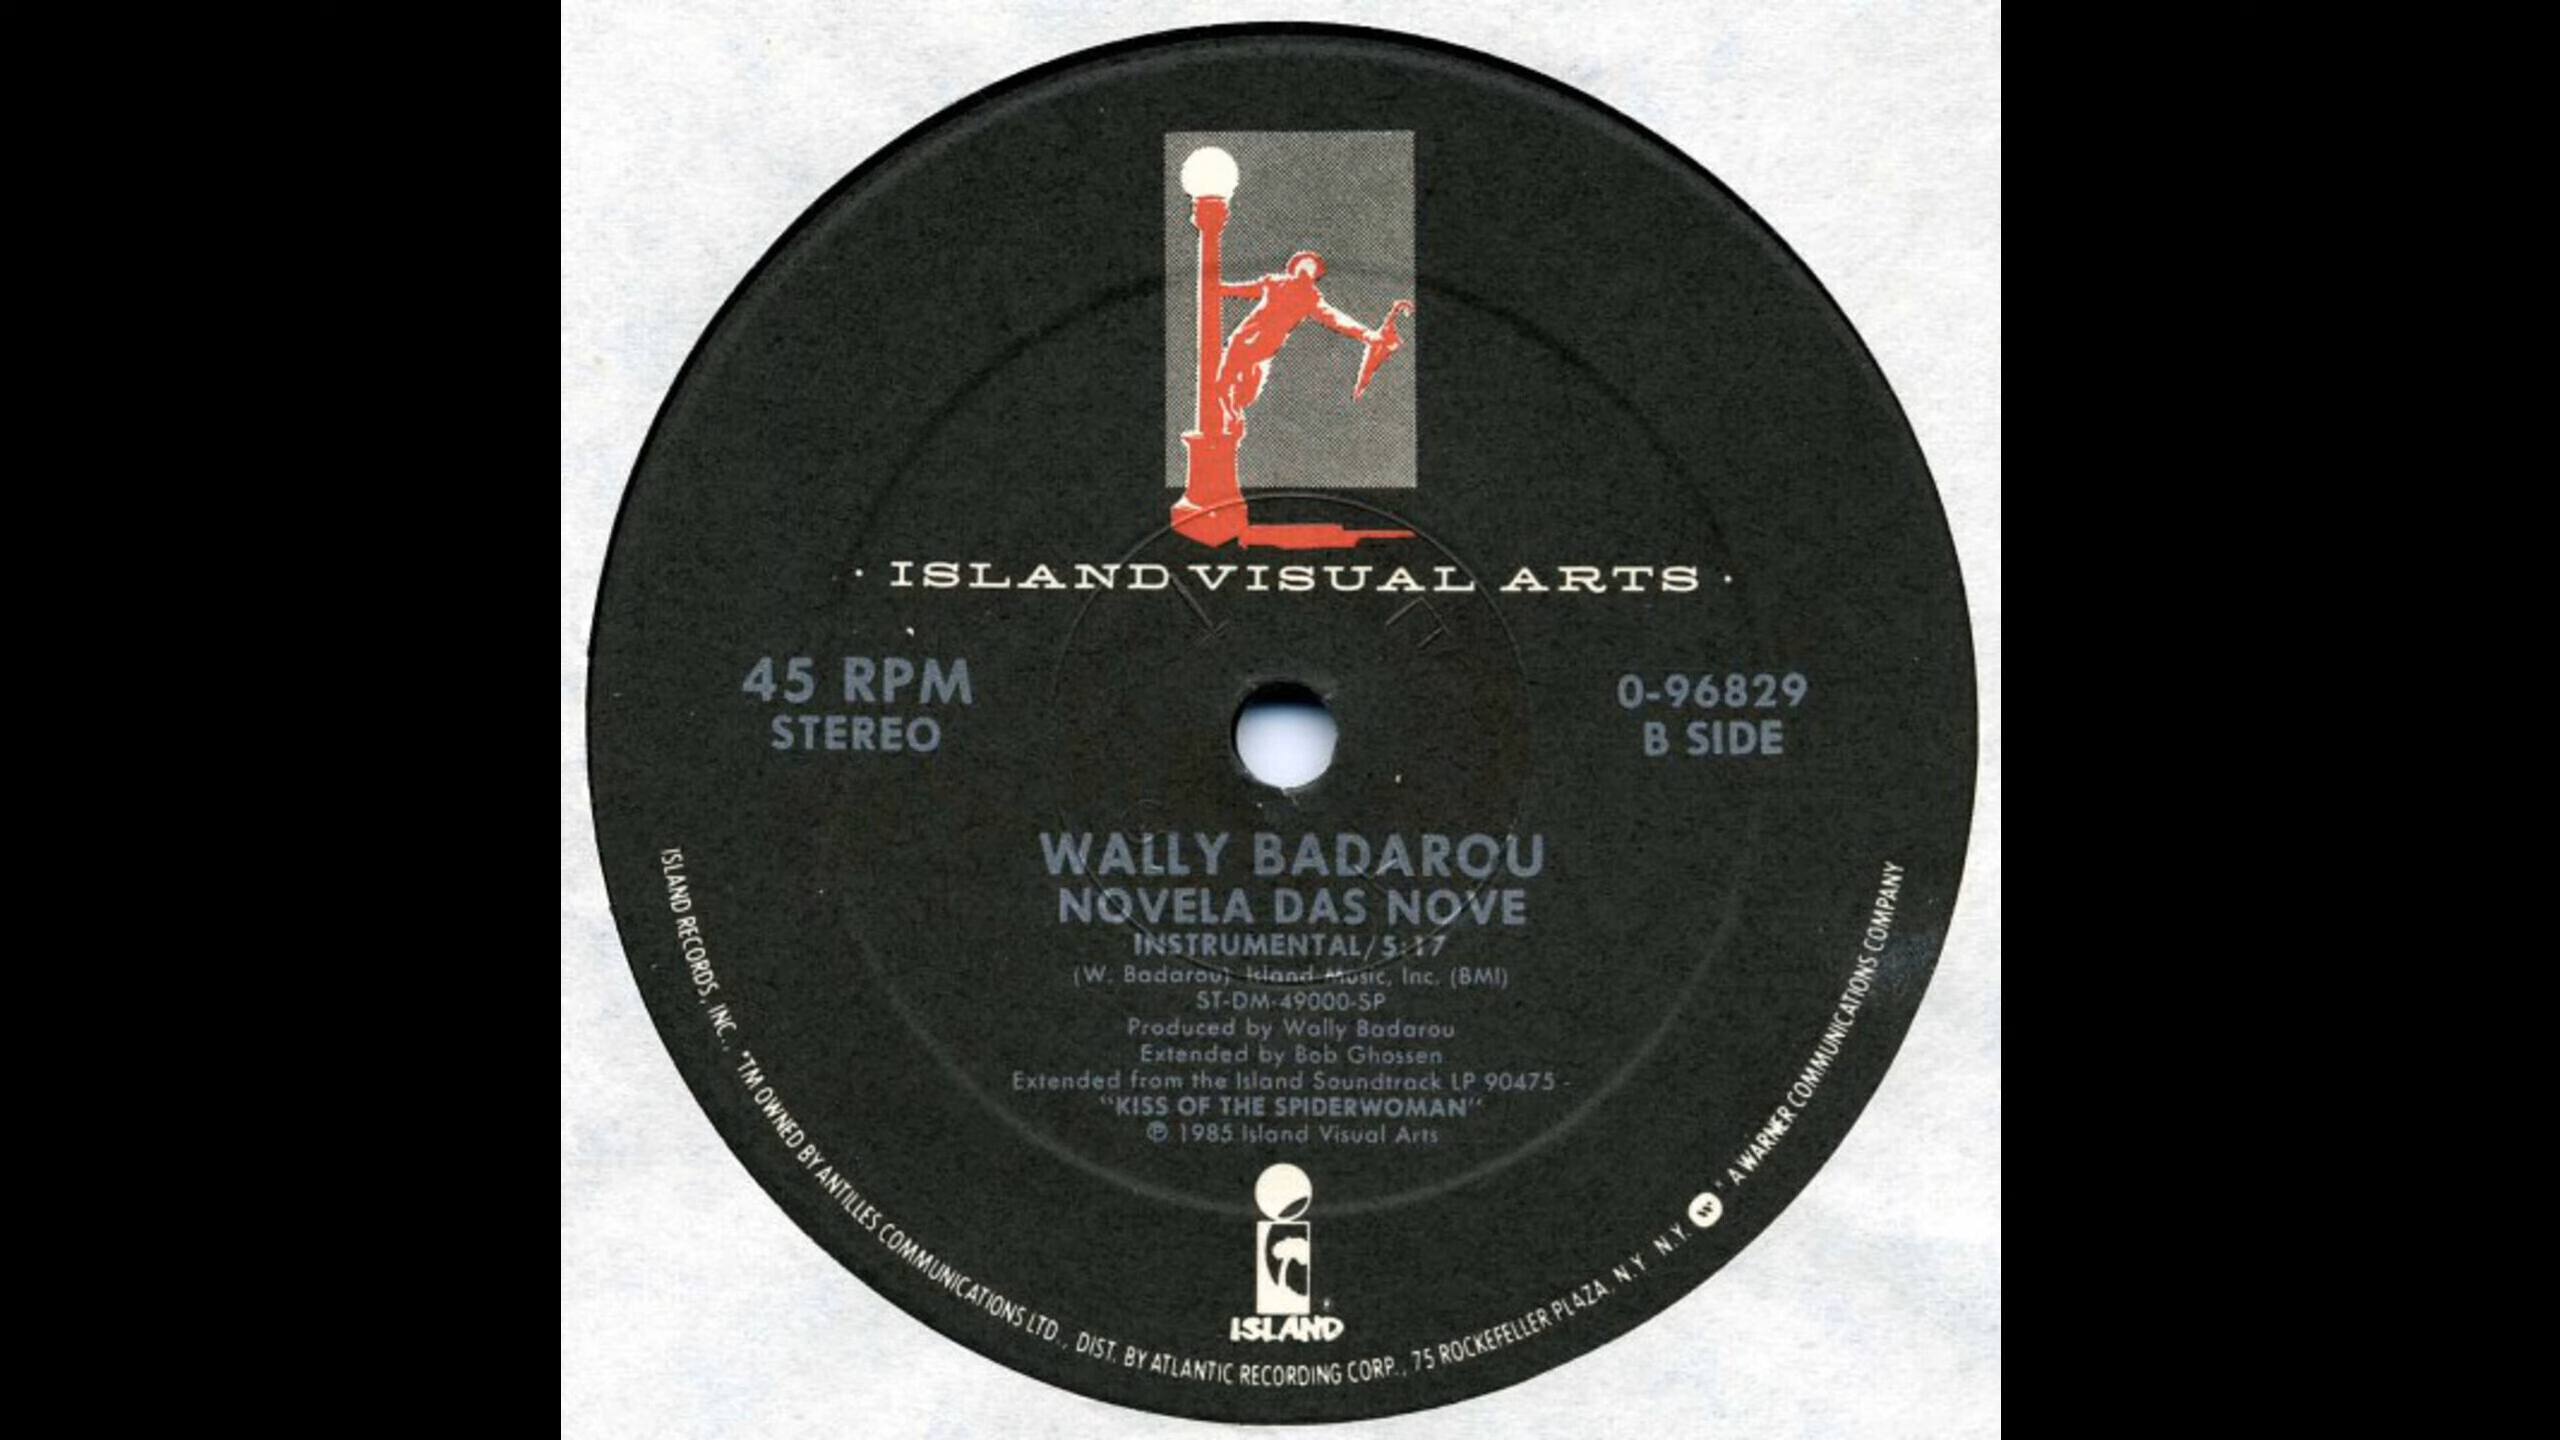 · ISLAND VISUAL ARTS ·
45 RPM
STEREO
0-96829
B SIDE
WALLY BADAROU
NOVELA DAS NOVE
INSTRUMENTAL/5:17
(W. Badarou) Island Music, Inc. (BMI)
ST-DM-49000-SP
Produced by Wally Badarou
Extended by Bob Ghossen
Extended from the Island Soundtrack LP 90475 -
"KISS OF THE SPIDERWOMAN"
℗ 1985 Island Visual Arts
ISLAND
ISLAND RECORDS, INC., *TM OWNED BY ANTILLES COMMUNICATIONS LTD., DIST. BY ATLANTIC RECORDING CORP., 75 ROCKEFELLER PLAZA, N.Y. N.Y. W * A WARNER COMMUNICATIONS COMPANY